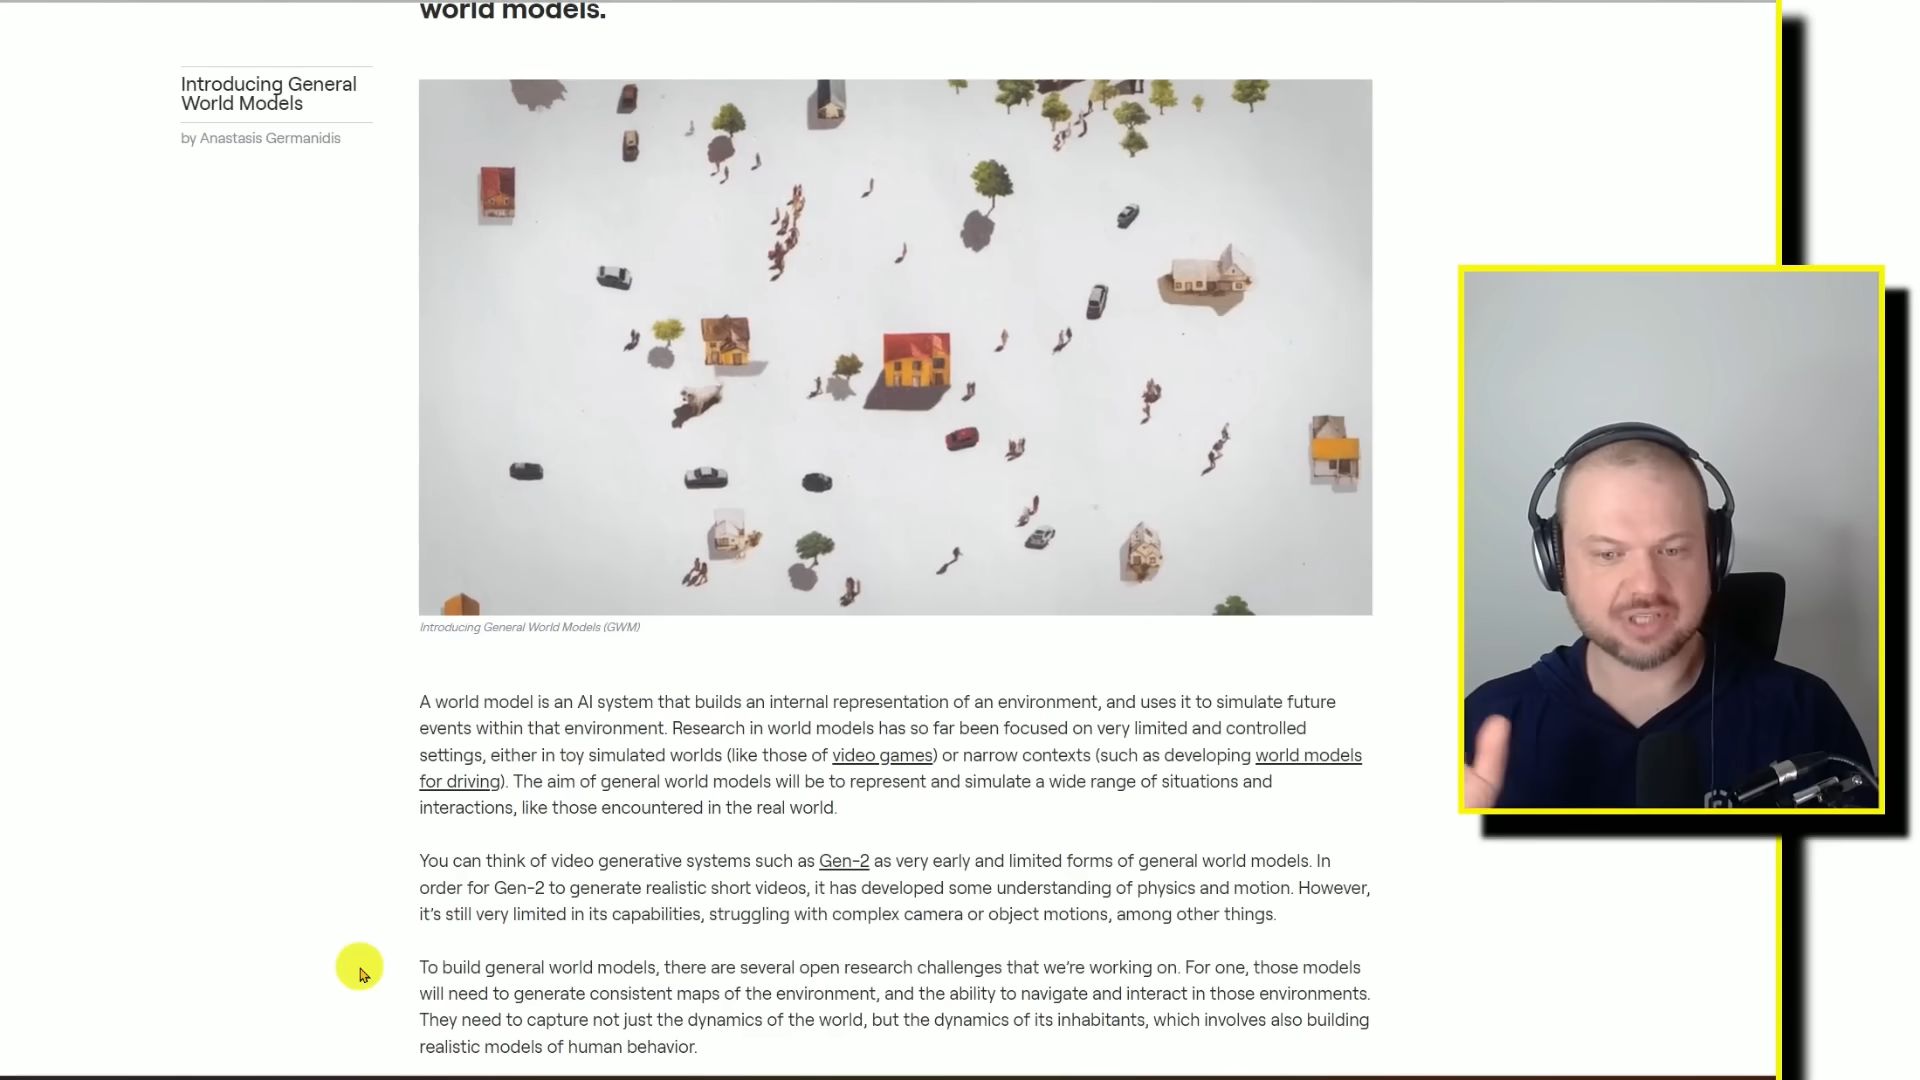 world models.
Introducing General
World Models
by Anastasis Germanidis
Introducing General World Models (GWM)
A world model is an AI system that builds an internal representation of an environment, and uses it to simulate future
events within that environment. Research in world models has so far been focused on very limited and controlled
settings, either in toy simulated worlds (like those of video games) or narrow contexts (such as developing world models
for driving). The aim of general world models will be to represent and simulate a wide range of situations and
interactions, like those encountered in the real world.
You can think of video generative systems such as Gen-2 as very early and limited forms of general world models. In
order for Gen-2 to generate realistic short videos, it has developed some understanding of physics and motion. However,
it's still very limited in its capabilities, struggling with complex camera or object motions, among other things.
To build general world models, there are several open research challenges that we're working on. For one, those models
will need to generate consistent maps of the environment, and the ability to navigate and interact in those environments.
They need to capture not just the dynamics of the world, but the dynamics of its inhabitants, which involves also building
realistic models of human behavior.